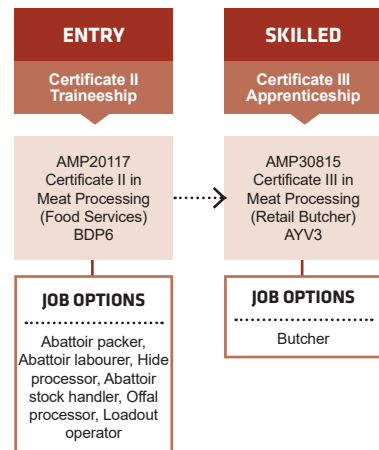 ENTRY
Certificate II
Traineeship
AMP20117
Certificate II in
Meat Processing
(Food Services)
BDP6
JOB OPTIONS
Abattoir packer,
Abattoir labourer, Hide
processor, Abattoir
stock handler, Offal
processor, Loadout
operator
SKILLED
Certificate III
Apprenticeship
AMP30815
Certificate III in
Meat Processing
(Retail Butcher)
AYV3
JOB OPTIONS
Butcher